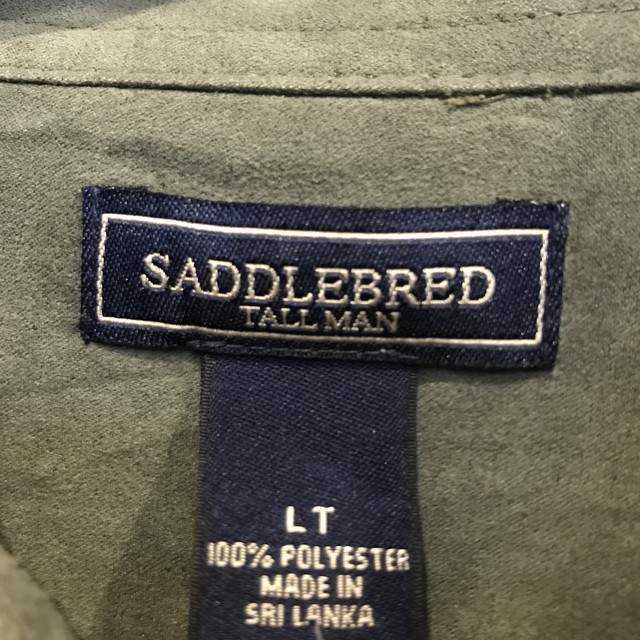 SADDLEBRED
TALL MAN
LT
100% POLYESTER
MADE IN
SRI LANKA